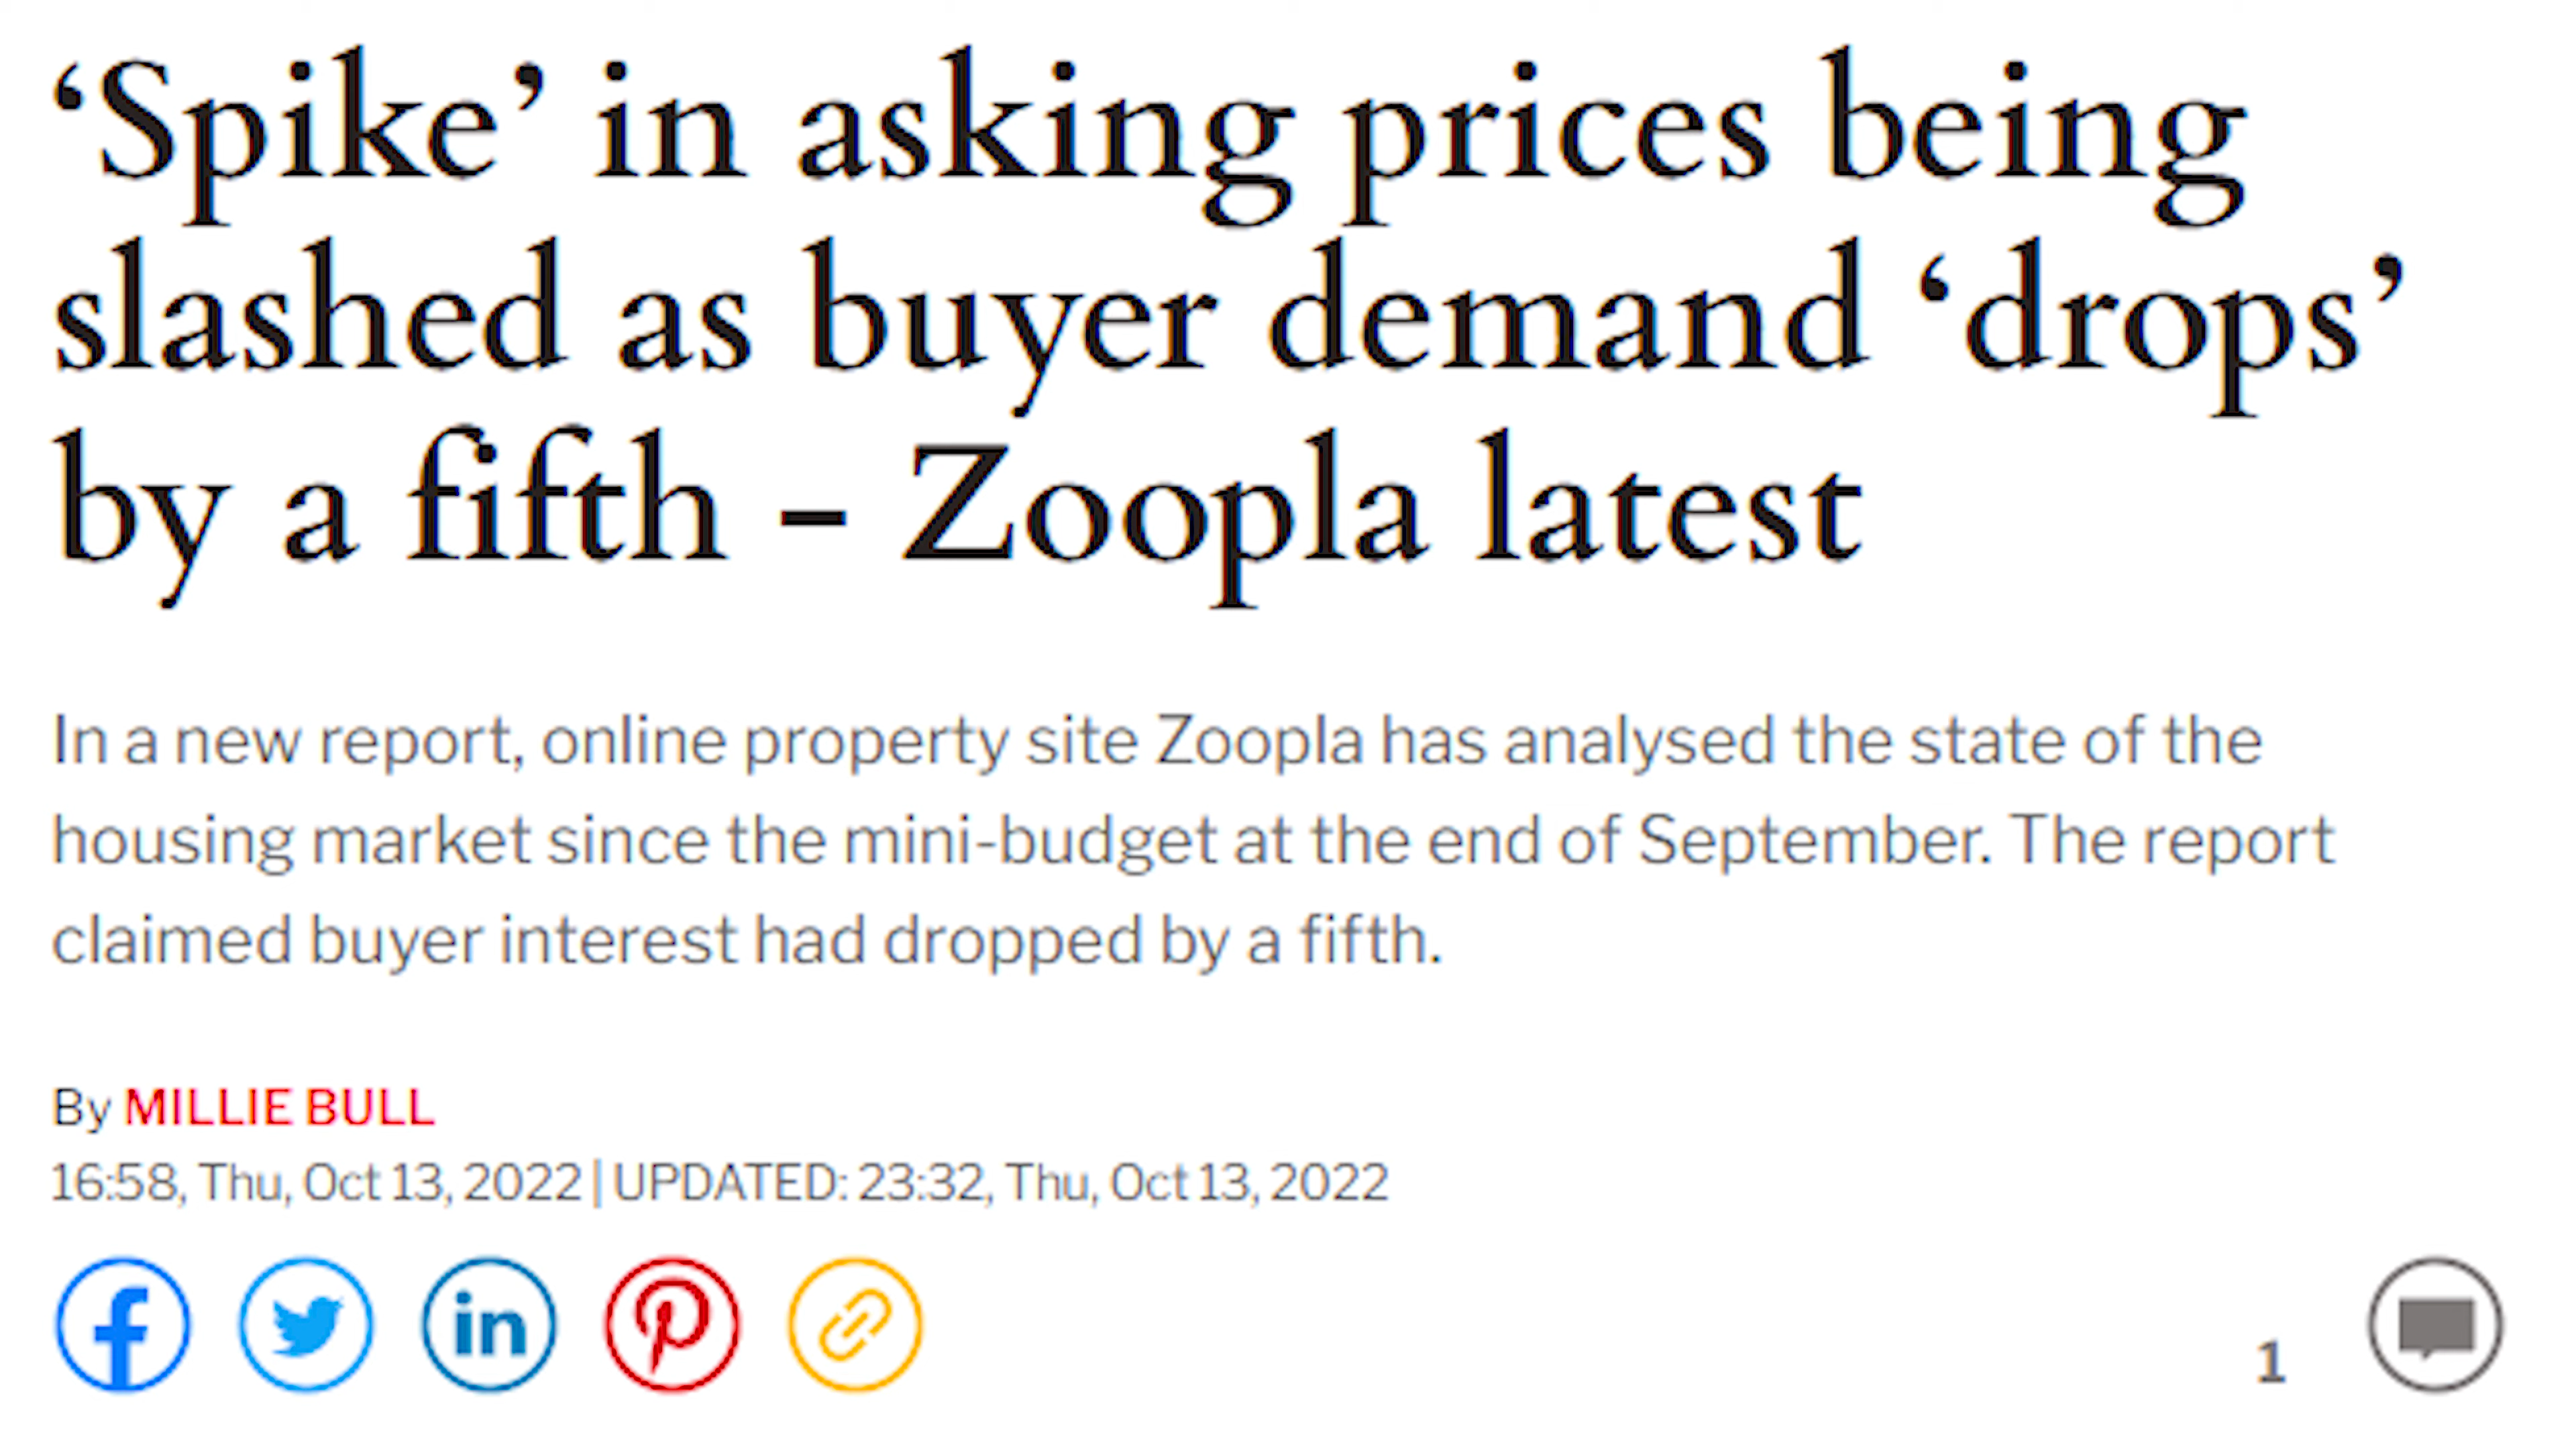 ‘Spike’ in asking prices being
slashed as buyer demand ‘drops’
by a fifth – Zoopla latest
In a new report, online property site Zoopla has analysed the state of the
housing market since the mini-budget at the end of September. The report
claimed buyer interest had dropped by a fifth.
By MILLIE BULL
16:58, Thu, Oct 13, 2022 | UPDATED: 23:32, Thu, Oct 13, 2022
1